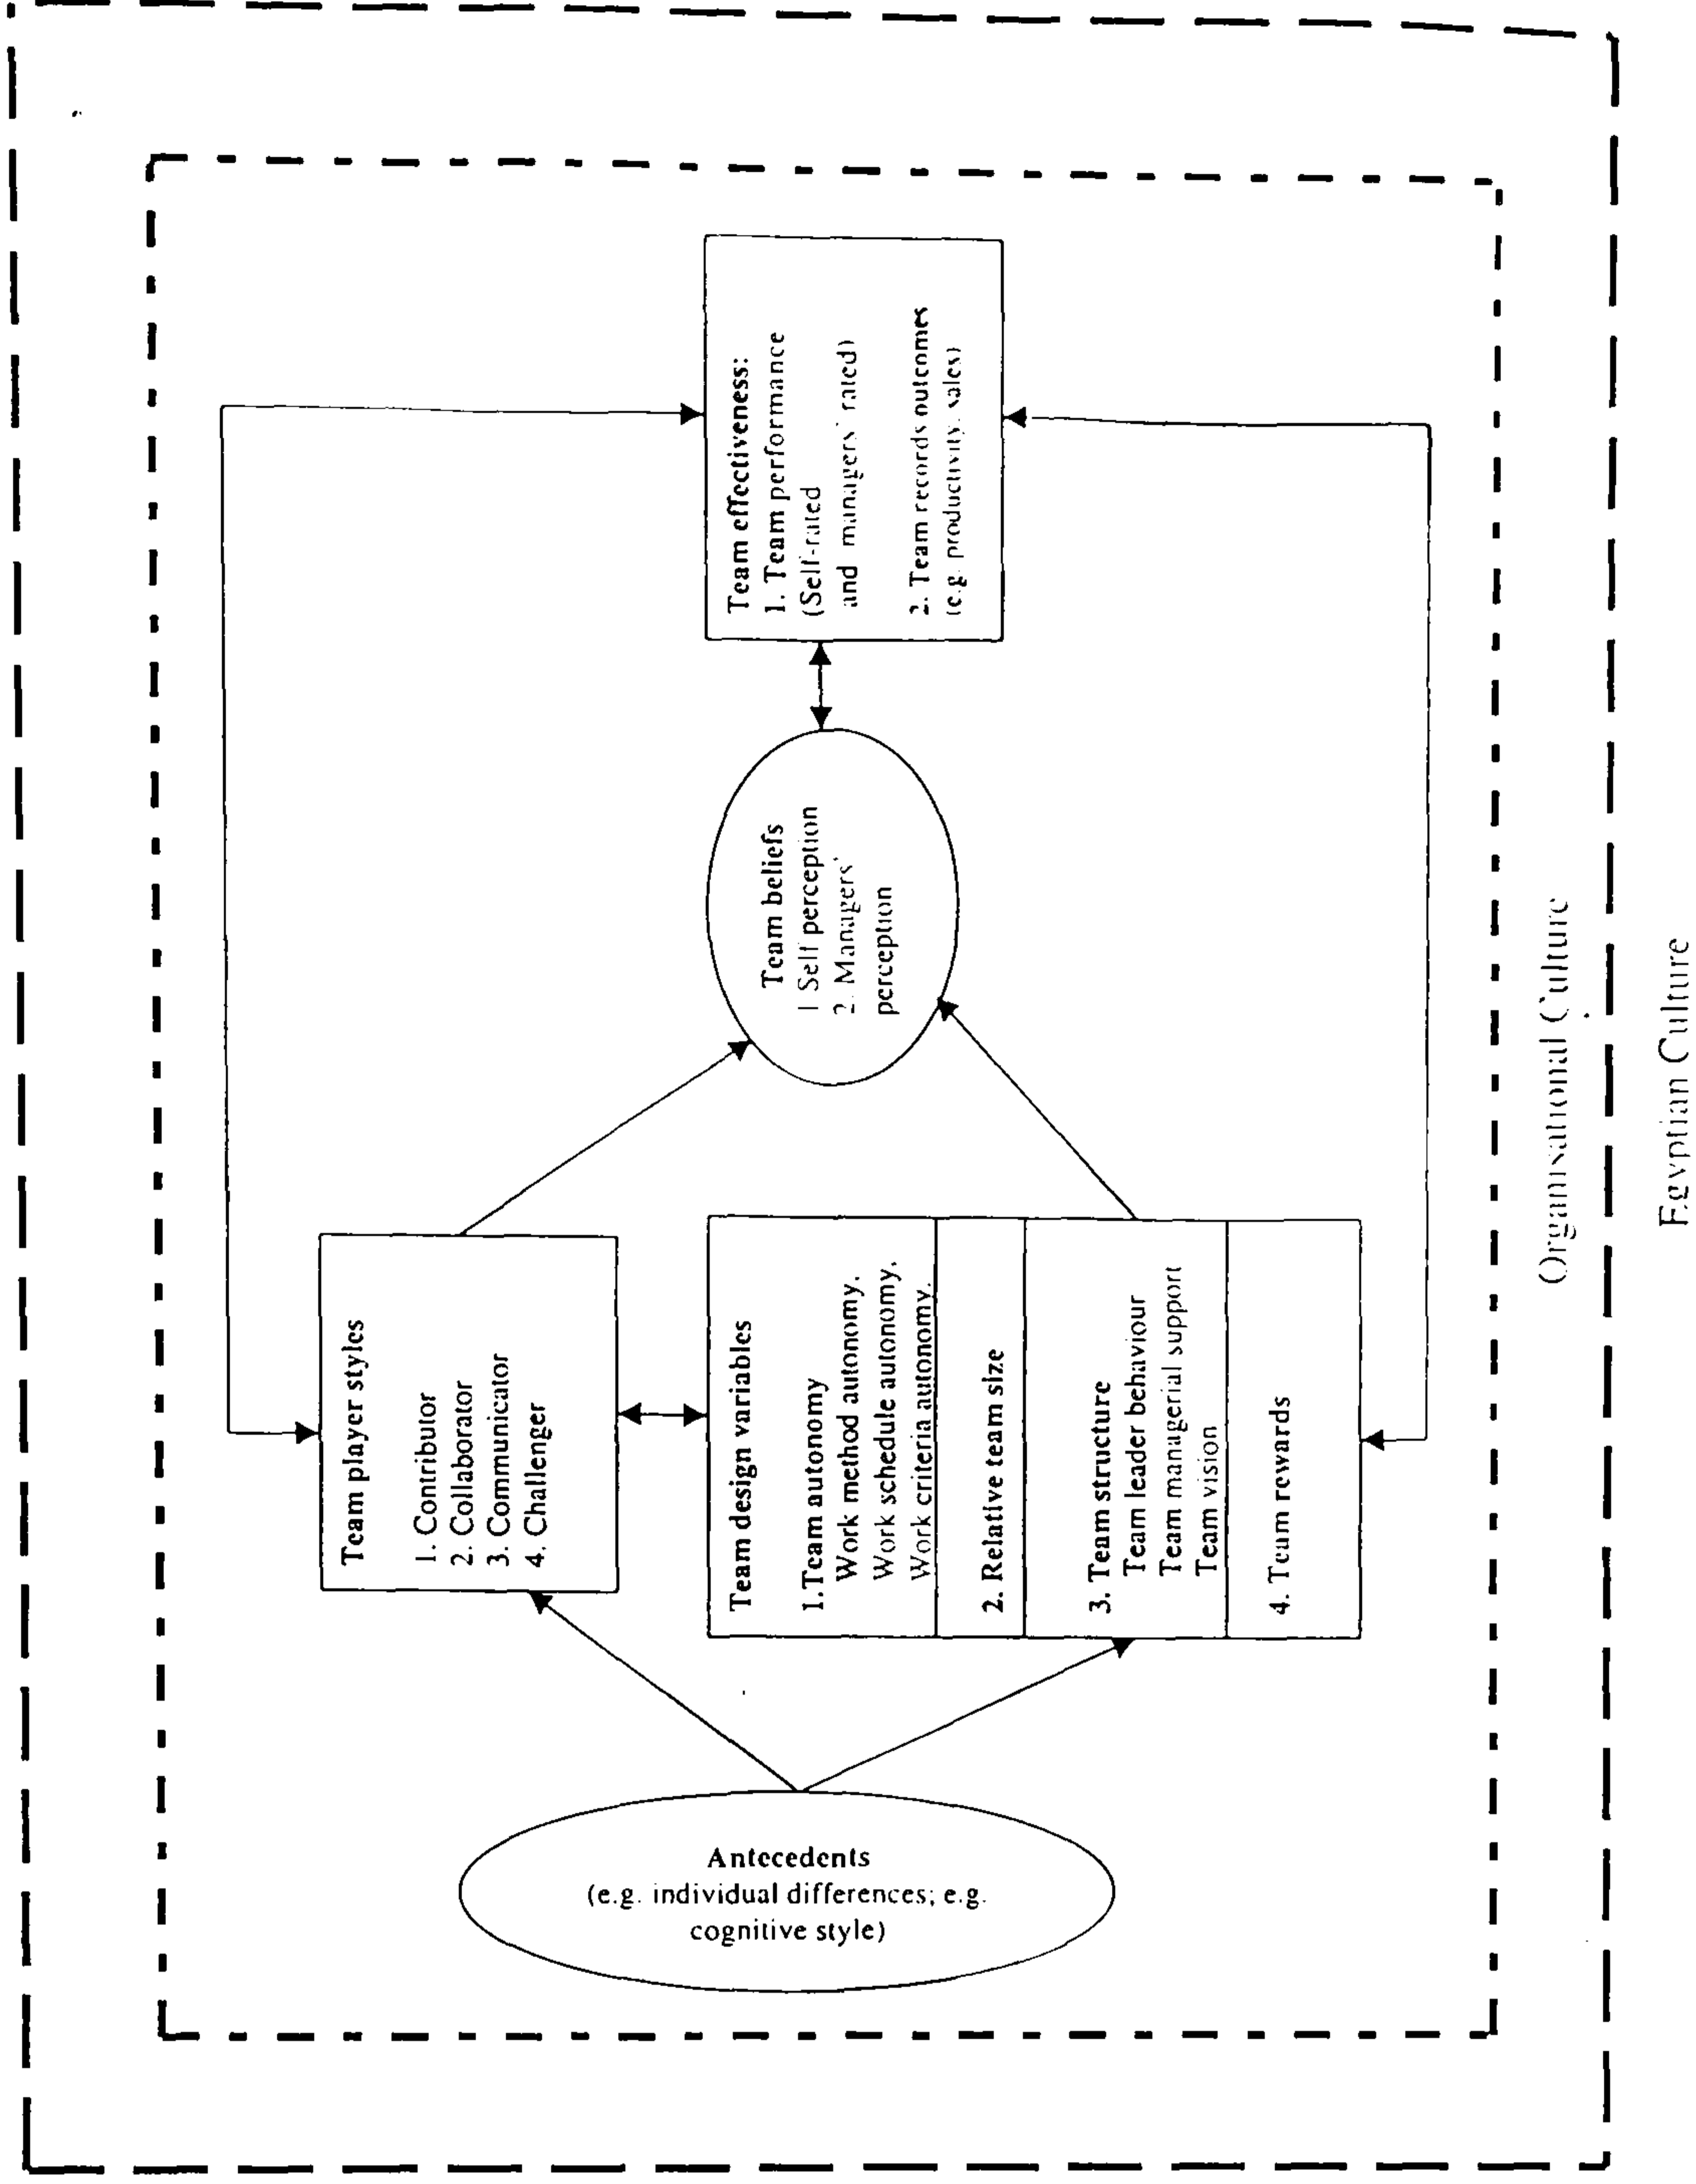 Antecedents
(e.g. individual differences; e.g.
cognitive style)
Team player styles
1. Contributor
2. Collaborator
3. Communicator
4. Challenger
Team design variables
1.Team autonomy
Work method autonomy.
Work schedule autonomy,
Work criteria autonomy.
2. Relative team size
3. Team structure
Team leader behaviour
Team managerial support
Team vision
4. Team rewards
Team beliefs
1 Self perception
2. Managers'
perception
Team effectiveness:
1. Team performance
(Self-rated
and managers' rated)
2. Team records outcomes
(e.g. productivity, sales)
Organisational Culture
Egyptian Culture